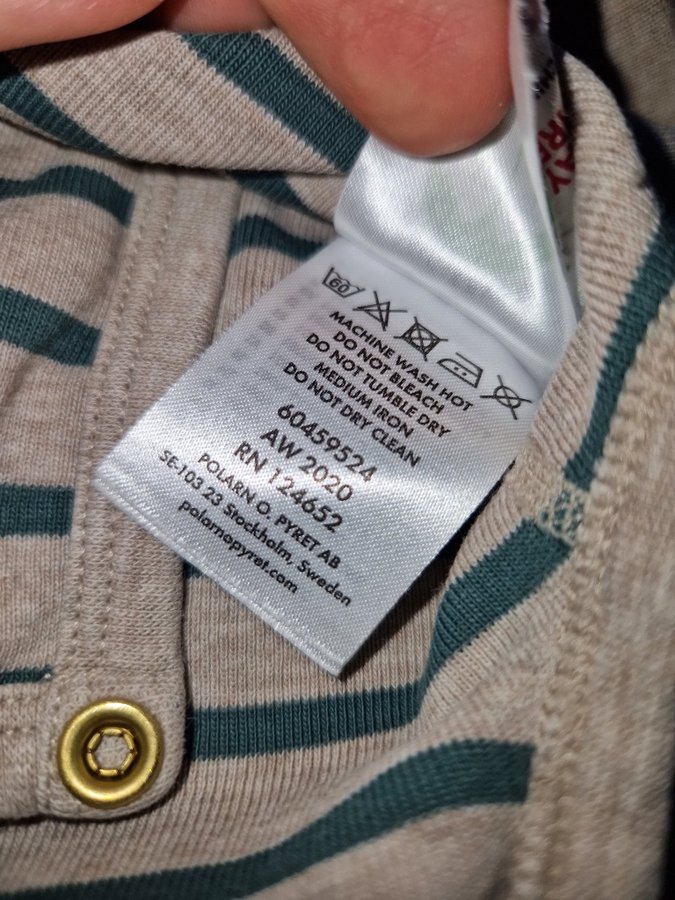 60
MACHINE WASH HOT
DO NOT BLEACH
DO NOT TUMBLE DRY
MEDIUM IRON
DO NOT DRY CLEAN
60459524
AW 2020
RN 124652
POLARN O. PYRET AB
SE-103 23 Stockholm, Sweden
polarnopyret.com